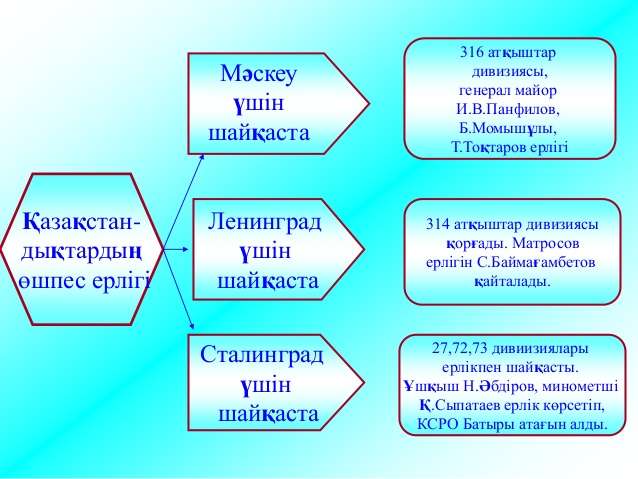 Қазақстан-
дықтардың
өшпес ерлігі
Мәскеу
үшін
шайқаста
316 атқыштар
дивизиясы,
генерал майор
И.В.Панфилов,
Б.Момышұлы,
Т.Тоқтаров ерлігі
Ленинград
үшін
шайқаста
314 атқыштар дивизиясы
қорғады. Матросов
ерлігін С.Баймағамбетов
қайталады.
Сталинград
үшін
шайқаста
27,72,73 дивиизиялары
ерлікпен шайқасты.
Ұшқыш Н.Әбдіров, минометші
Қ.Сыпатаев ерлік көрсетіп,
КСРО Батыры атағын алды.